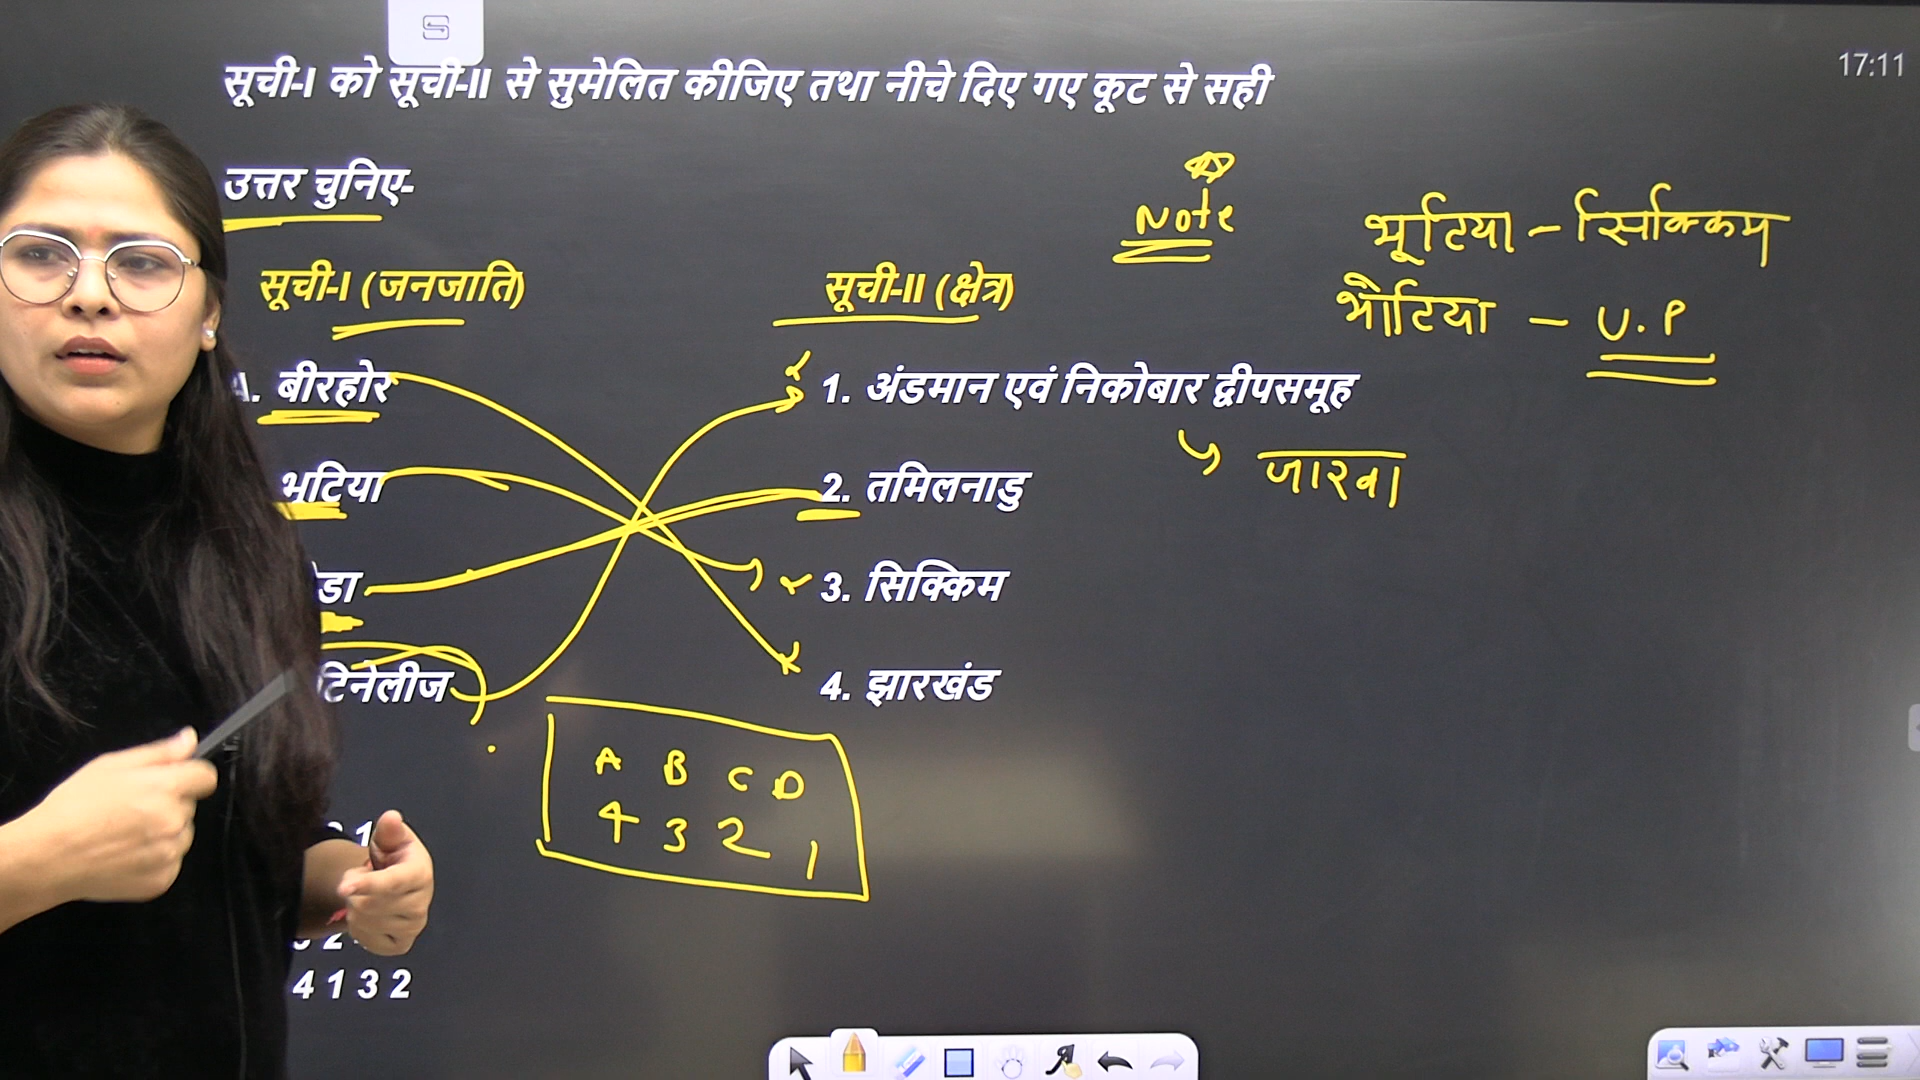 17:11
सूची-I को सूची-II से सुमेलित कीजिए तथा नीचे दिए गए कूट से सही
उत्तर चुनिए-
Note
भूटिया - सिक्किम
भौटिया - U.P
सूची-I (जनजाति)
सूची-II (क्षेत्र)
A. बीरहोर
1. अंडमान एवं निकोबार द्वीपसमूह
जारवा
भूटिया
2. तमिलनाडु
3. सिक्किम
4. झारखंड
A B C D
4 3 2 1
4 1 3 2